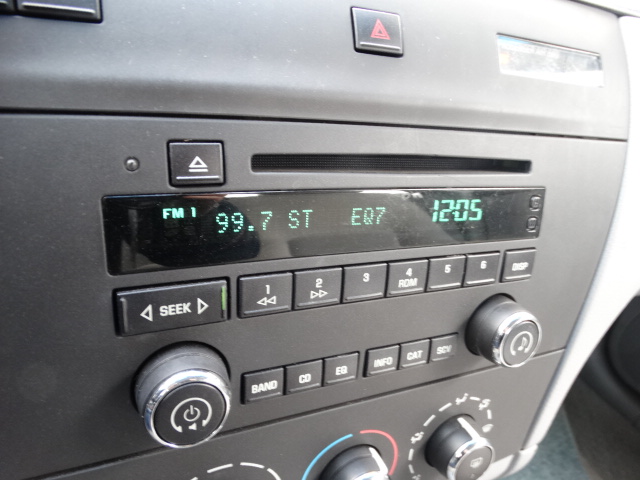 FM 1 99.7 ST EQ7 12:05
1 2 3 4 5 6 DISP
RDM
SEEK
BAND CD EQ INFO CAT SCV